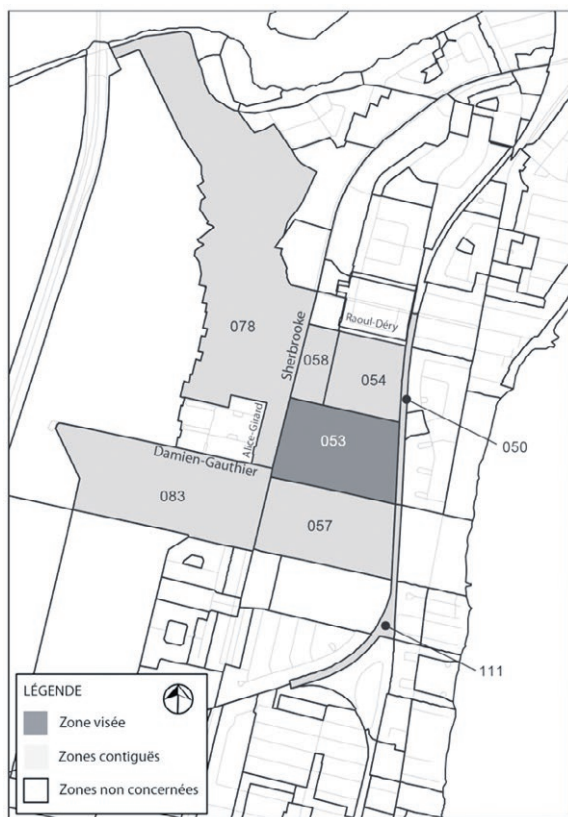 078
Sherbrooke
Raoul-Déry
058
054
053
050
Alice-Girard
Damien-Gauthier
083
057
111
LÉGENDE
Zone visée
Zones contiguës
Zones non concernées